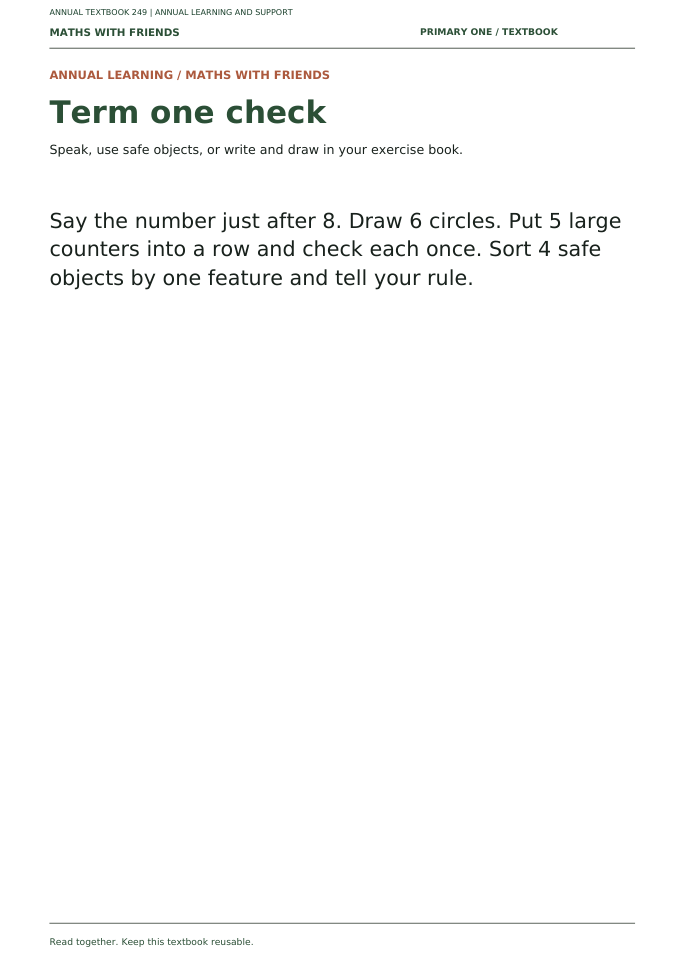 ANNUAL TEXTBOOK 249 | ANNUAL LEARNING AND SUPPORT
MATHS WITH FRIENDS
PRIMARY ONE / TEXTBOOK
ANNUAL LEARNING / MATHS WITH FRIENDS
Term one check
Speak, use safe objects, or write and draw in your exercise book.
Say the number just after 8. Draw 6 circles. Put 5 large
counters into a row and check each once. Sort 4 safe
objects by one feature and tell your rule.
Read together. Keep this textbook reusable.